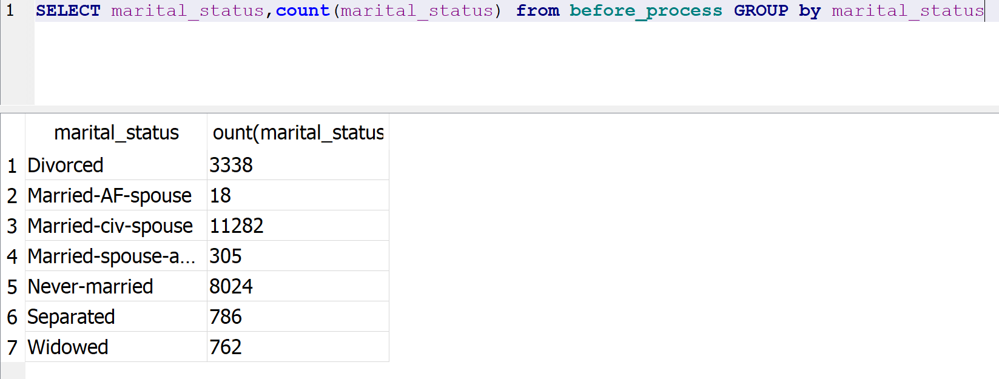 1 SELECT marital_status,count(marital_status) from before_process GROUP by marital_status
marital_status ount(marital_status
1 Divorced 3338
2 Married-AF-spouse 18
3 Married-civ-spouse 11282
4 Married-spouse-a... 305
5 Never-married 8024
6 Separated 786
7 Widowed 762